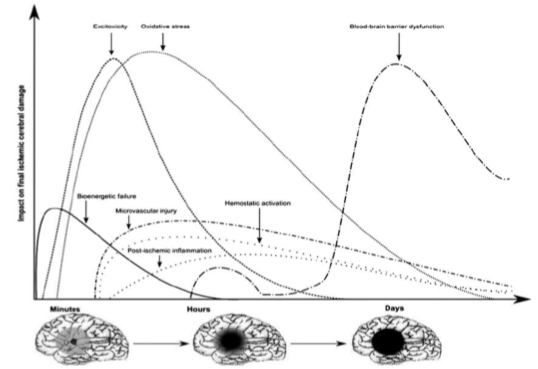 Excitoxicity Oxidative stress Blood-brain barrier dysfunction
Impact on final ischemic cerebral damage
Bioenergetic failure
Microvascular injury
Hemostatic activation
Post-ischemic inflammation
Minutes Hours Days